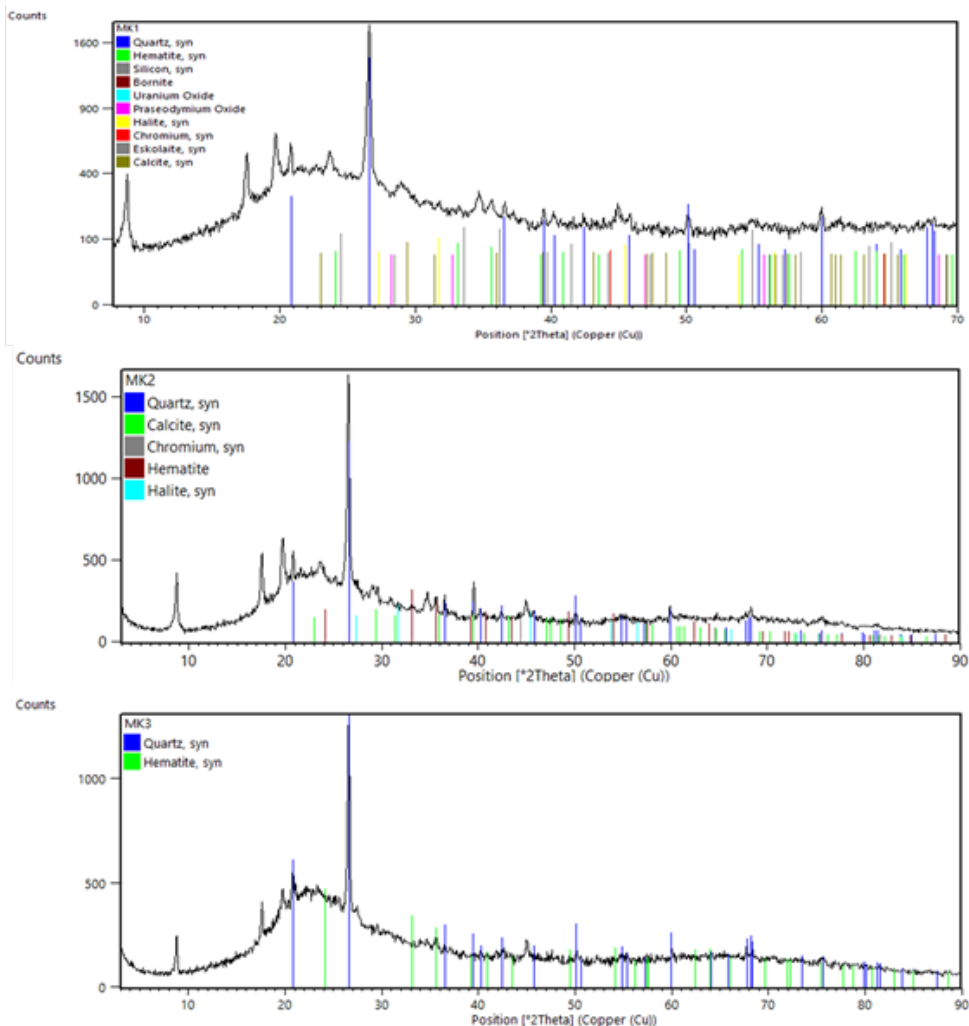 Counts
MK1
Quartz, syn
Hematite, syn
Silicon, syn
Bornite
Uranium Oxide
Praseodymium Oxide
Halite, syn
Chromium, syn
Eskolaite, syn
Calcite, syn
1600
900
400
100
0
10 20 30 40 50 60 70
Position [°2Theta] (Copper (Cu))
Counts
MK2
Quartz, syn
Calcite, syn
Chromium, syn
Hematite
Halite, syn
1500
1000
500
0
10 20 30 40 50 60 70 80 90
Position [°2Theta] (Copper (Cu))
Counts
MK3
Quartz, syn
Hematite, syn
1000
500
0
10 20 30 40 50 60 70 80 90
Position [°2Theta] (Copper (Cu))